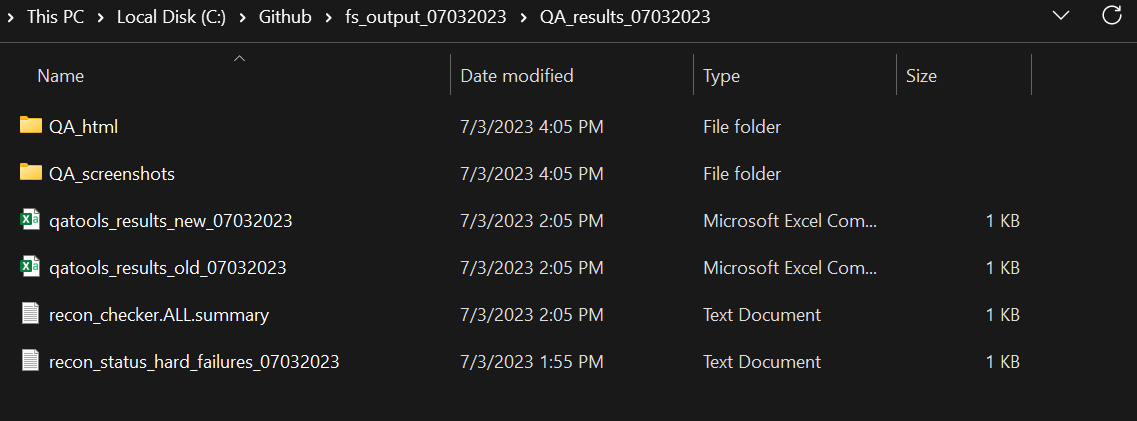 > This PC > Local Disk (C:) > Github > fs_output_07032023 > QA_results_07032023
Name Date modified Type Size
QA_html 7/3/2023 4:05 PM File folder
QA_screenshots 7/3/2023 4:05 PM File folder
qatools_results_new_07032023 7/3/2023 2:05 PM Microsoft Excel Com... 1 KB
qatools_results_old_07032023 7/3/2023 2:05 PM Microsoft Excel Com... 1 KB
recon_checker.ALL.summary 7/3/2023 2:05 PM Text Document 1 KB
recon_status_hard_failures_07032023 7/3/2023 1:55 PM Text Document 1 KB